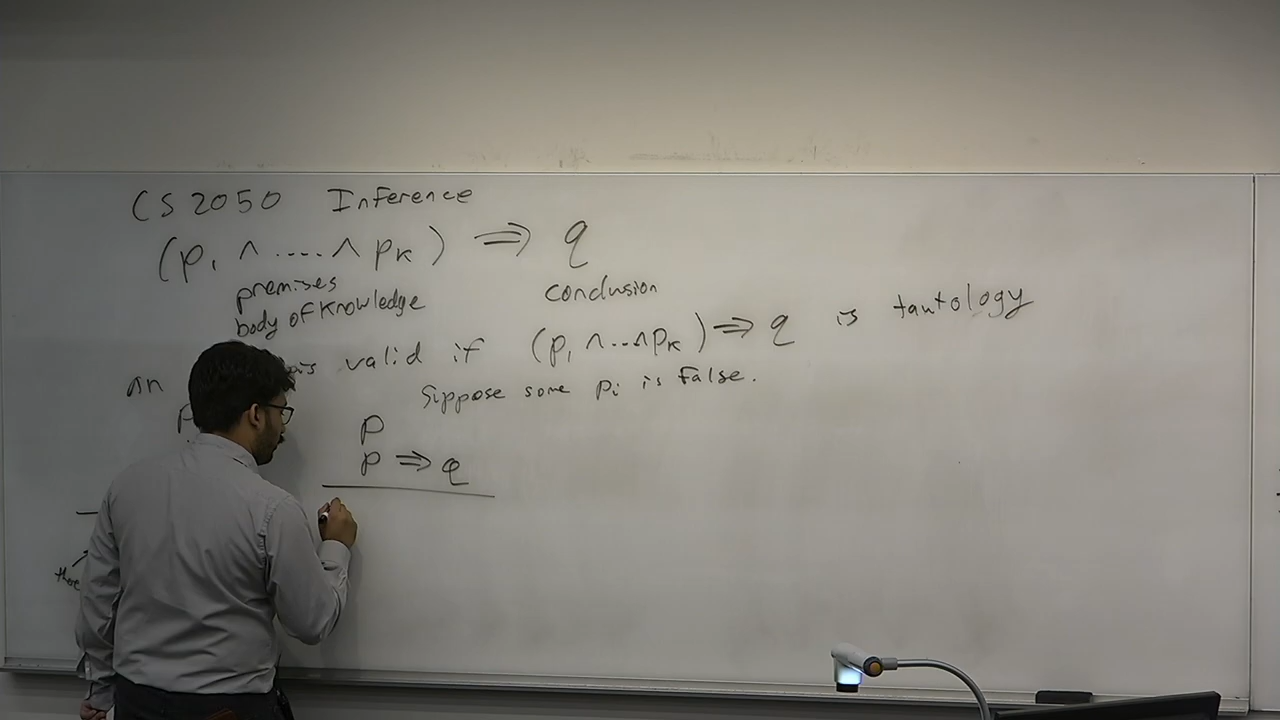 CS 2050 Inference
(p₁ ∧ ..... ∧ pₖ) ⟹ q
premises conclusion
body of knowledge
an is valid if (p₁ ∧ ... ∧ pₖ) ⟹ q is tautology
Suppose some pᵢ is false.
p
p ⟹ q